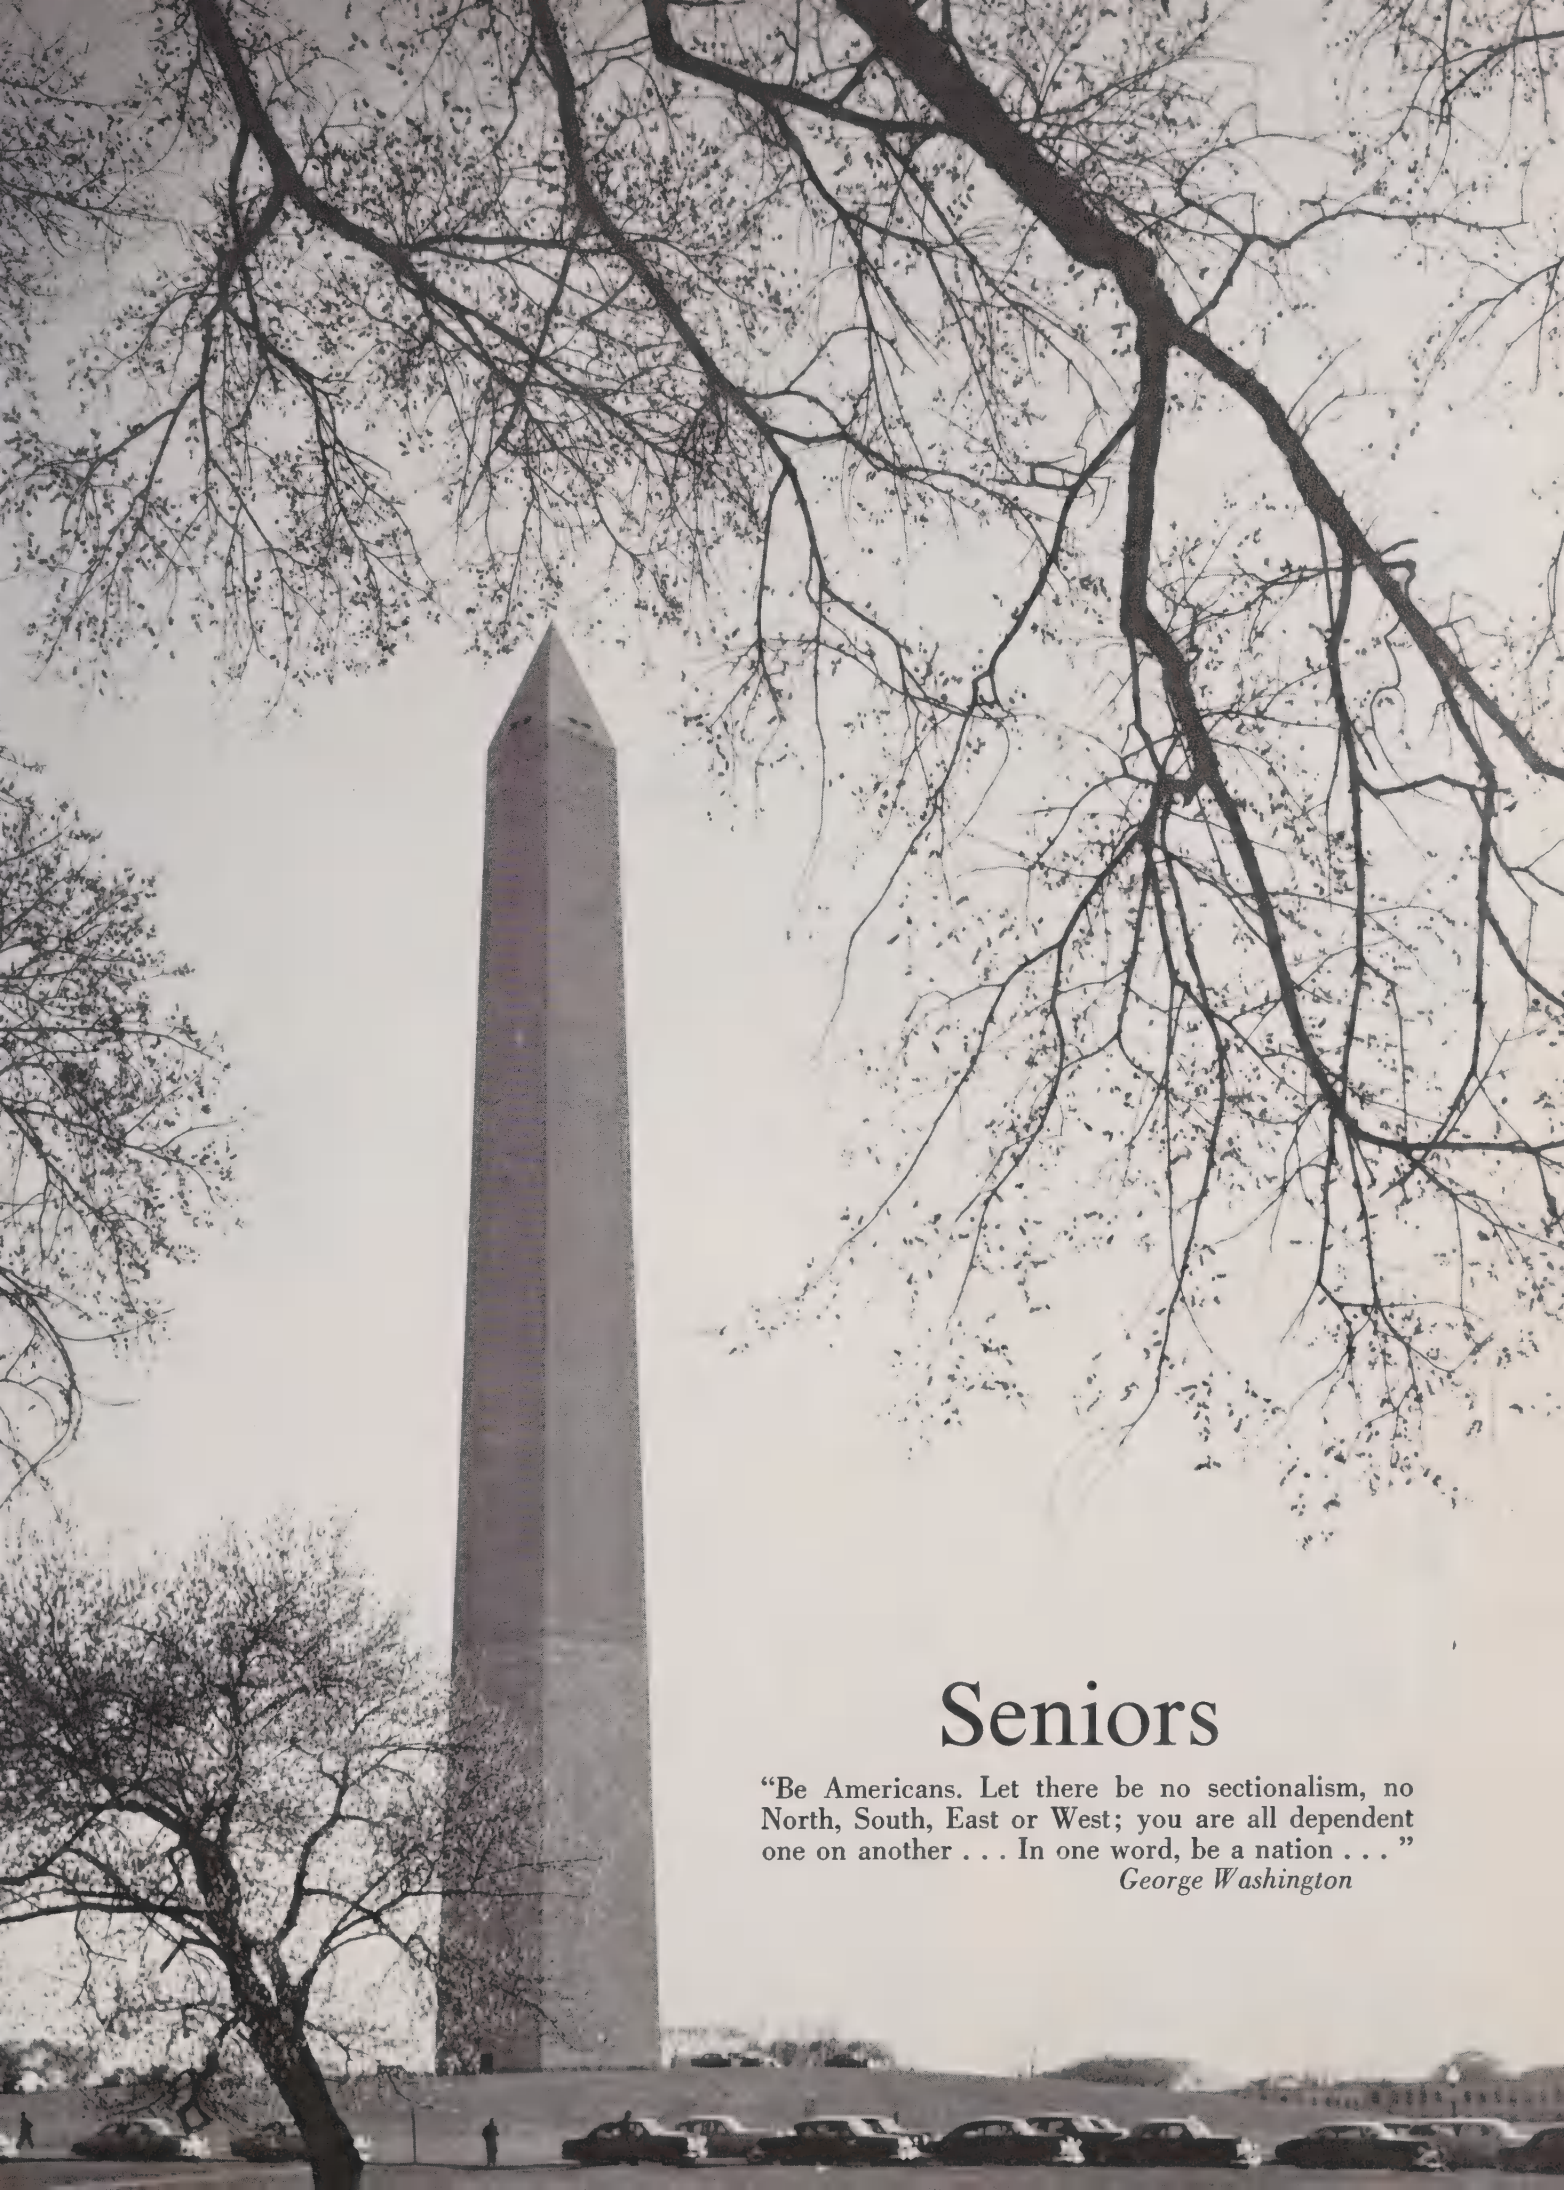 Seniors
“Be Americans. Let there be no sectionalism, no
North, South, East or West; you are all dependent
one on another . . . In one word, be a nation . . . ”
George Washington